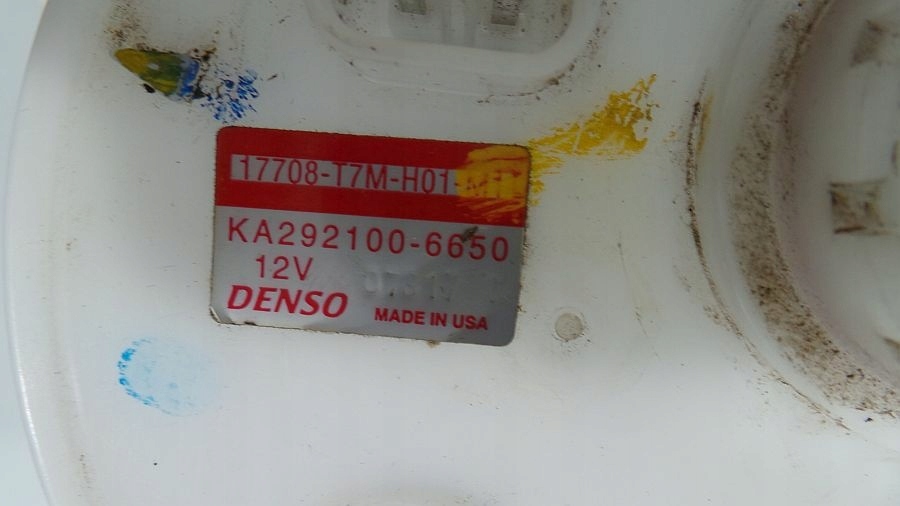 17708-T7M-H01
KA292100-6650
12V
DENSO
MADE IN USA